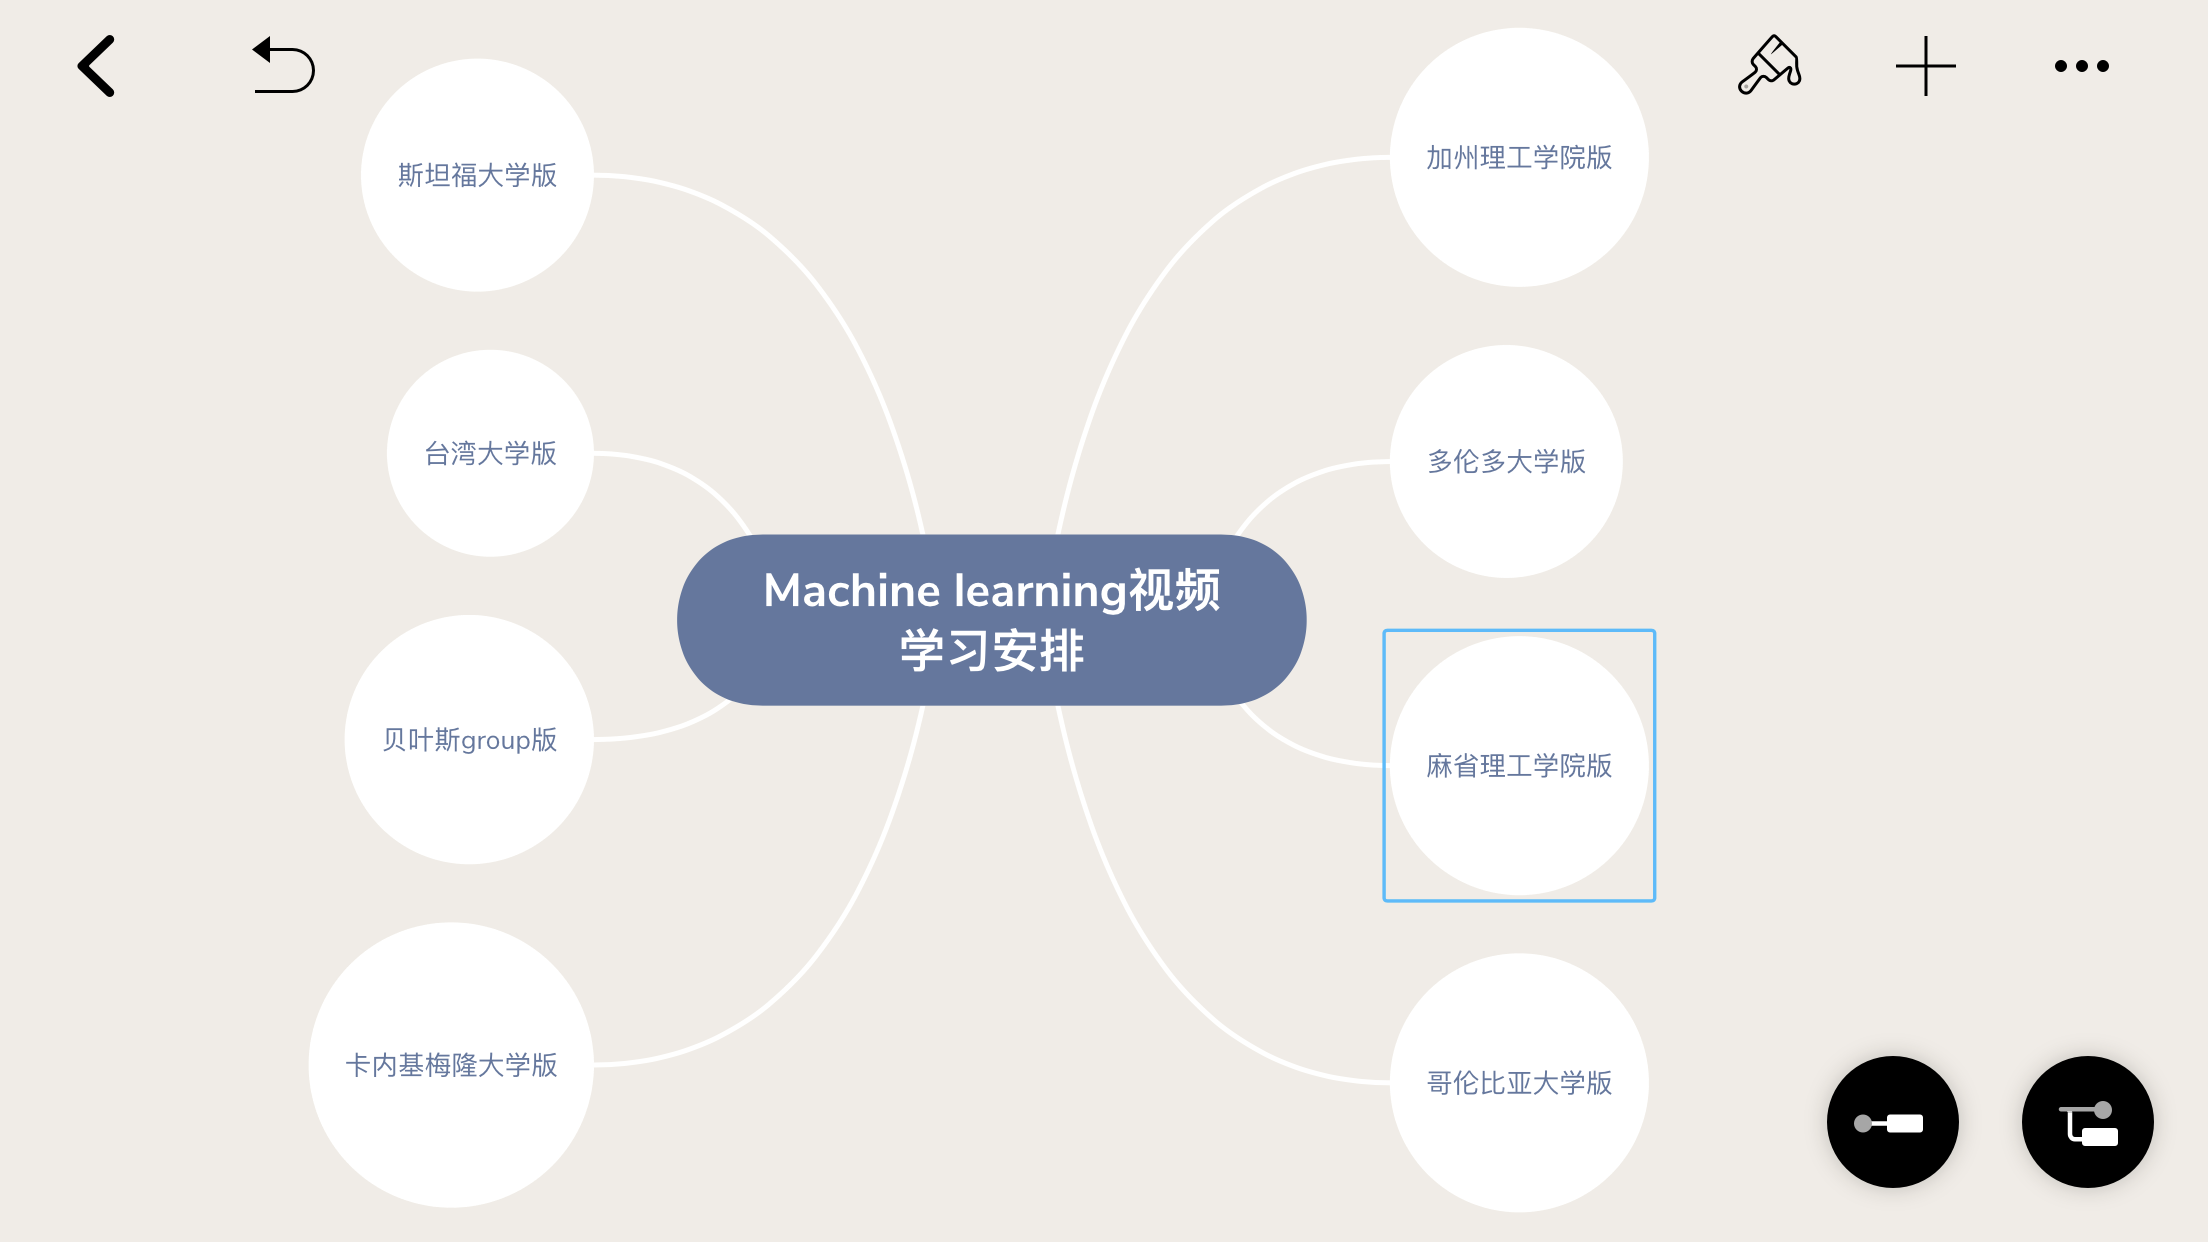 斯坦福大学版
台湾大学版
贝叶斯group版
卡内基梅隆大学版
Machine learning视频
学习安排
加州理工学院版
多伦多大学版
麻省理工学院版
哥伦比亚大学版